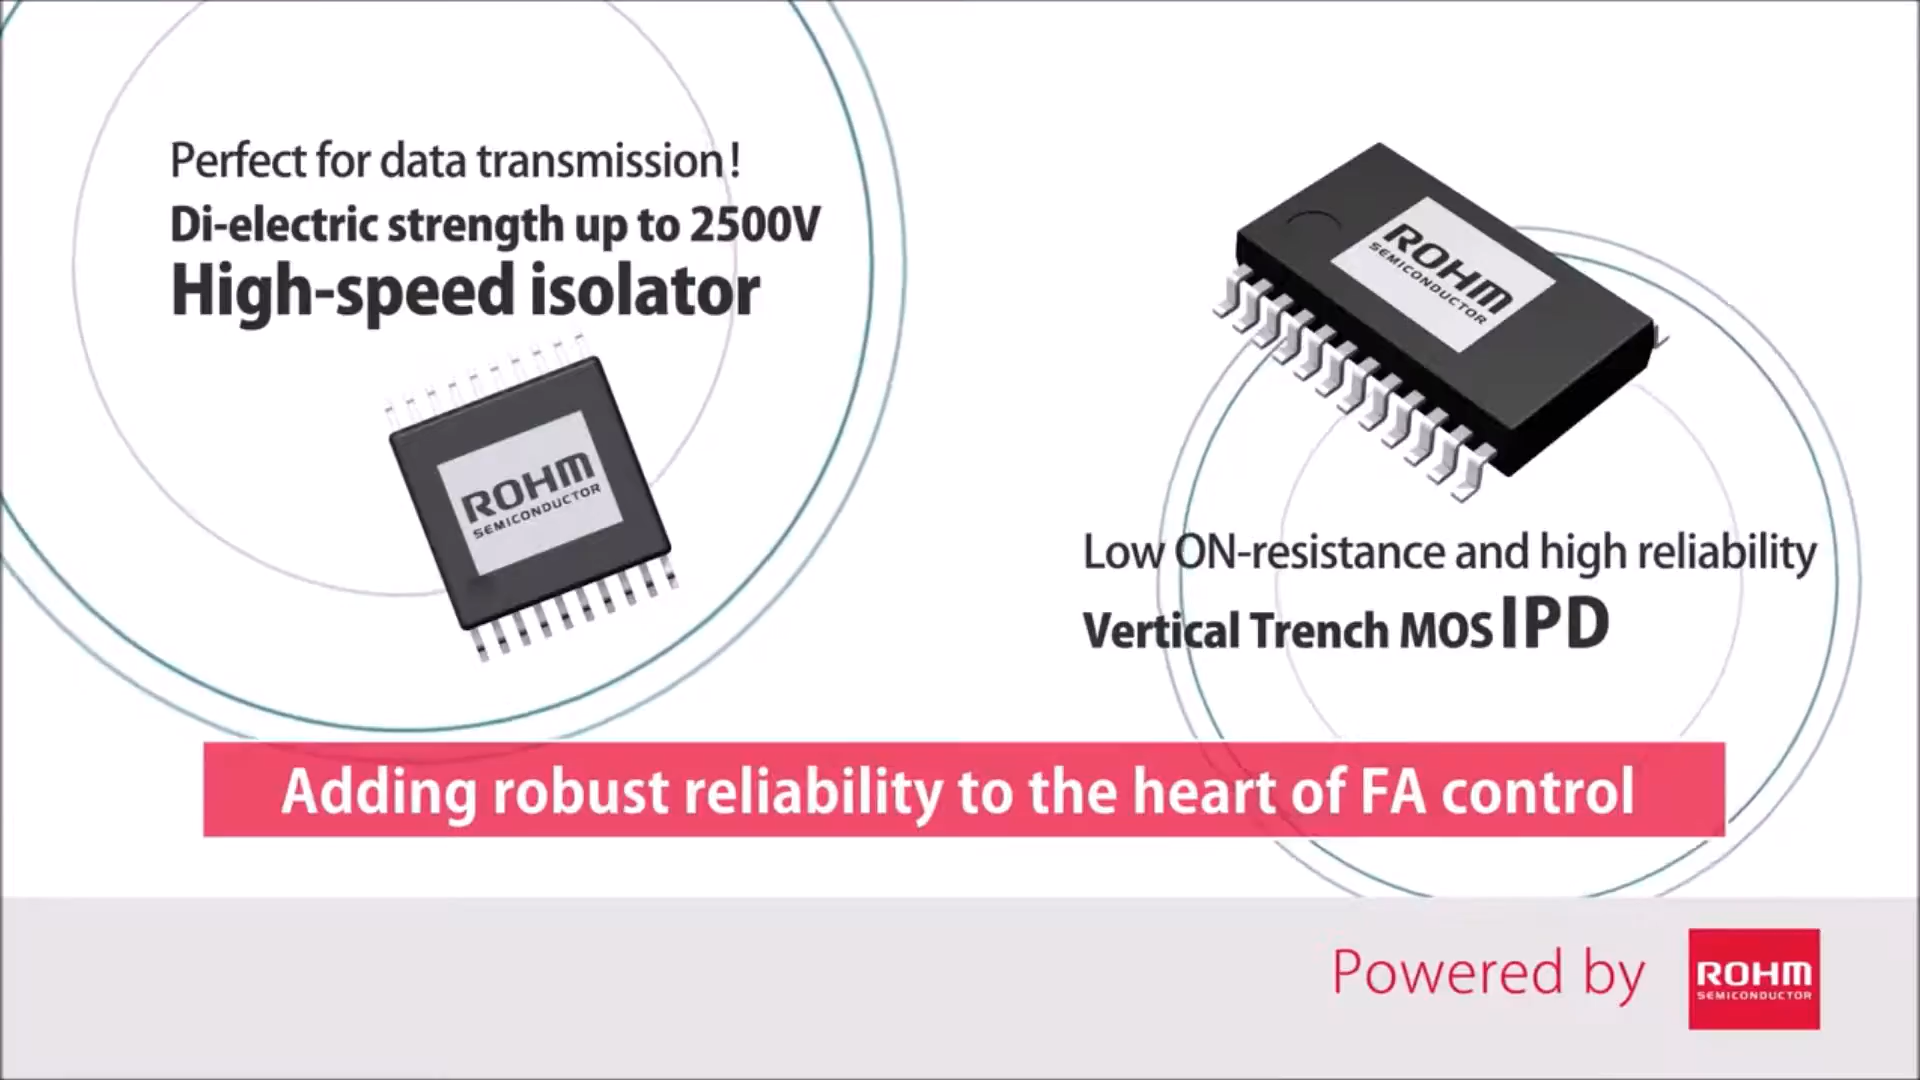 Perfect for data transmission!
Di-electric strength up to 2500V
High-speed isolator
ROHM
SEMICONDUCTOR
ROHM
SEMICONDUCTOR
Low ON-resistance and high reliability
Vertical Trench MOS IPD
Adding robust reliability to the heart of FA control
Powered by
ROHM
SEMICONDUCTOR